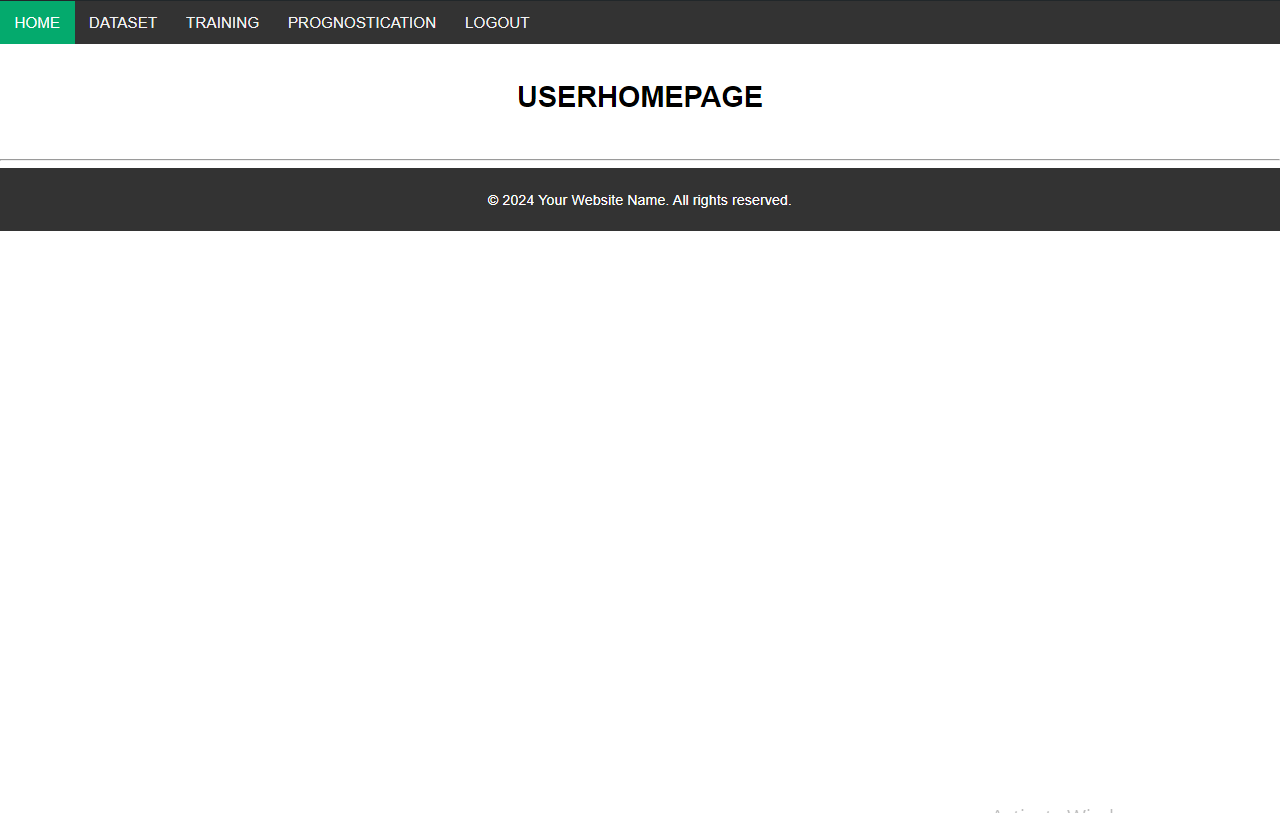 HOME DATASET TRAINING PROGNOSTICATION LOGOUT
USERHOMEPAGE
© 2024 Your Website Name. All rights reserved.